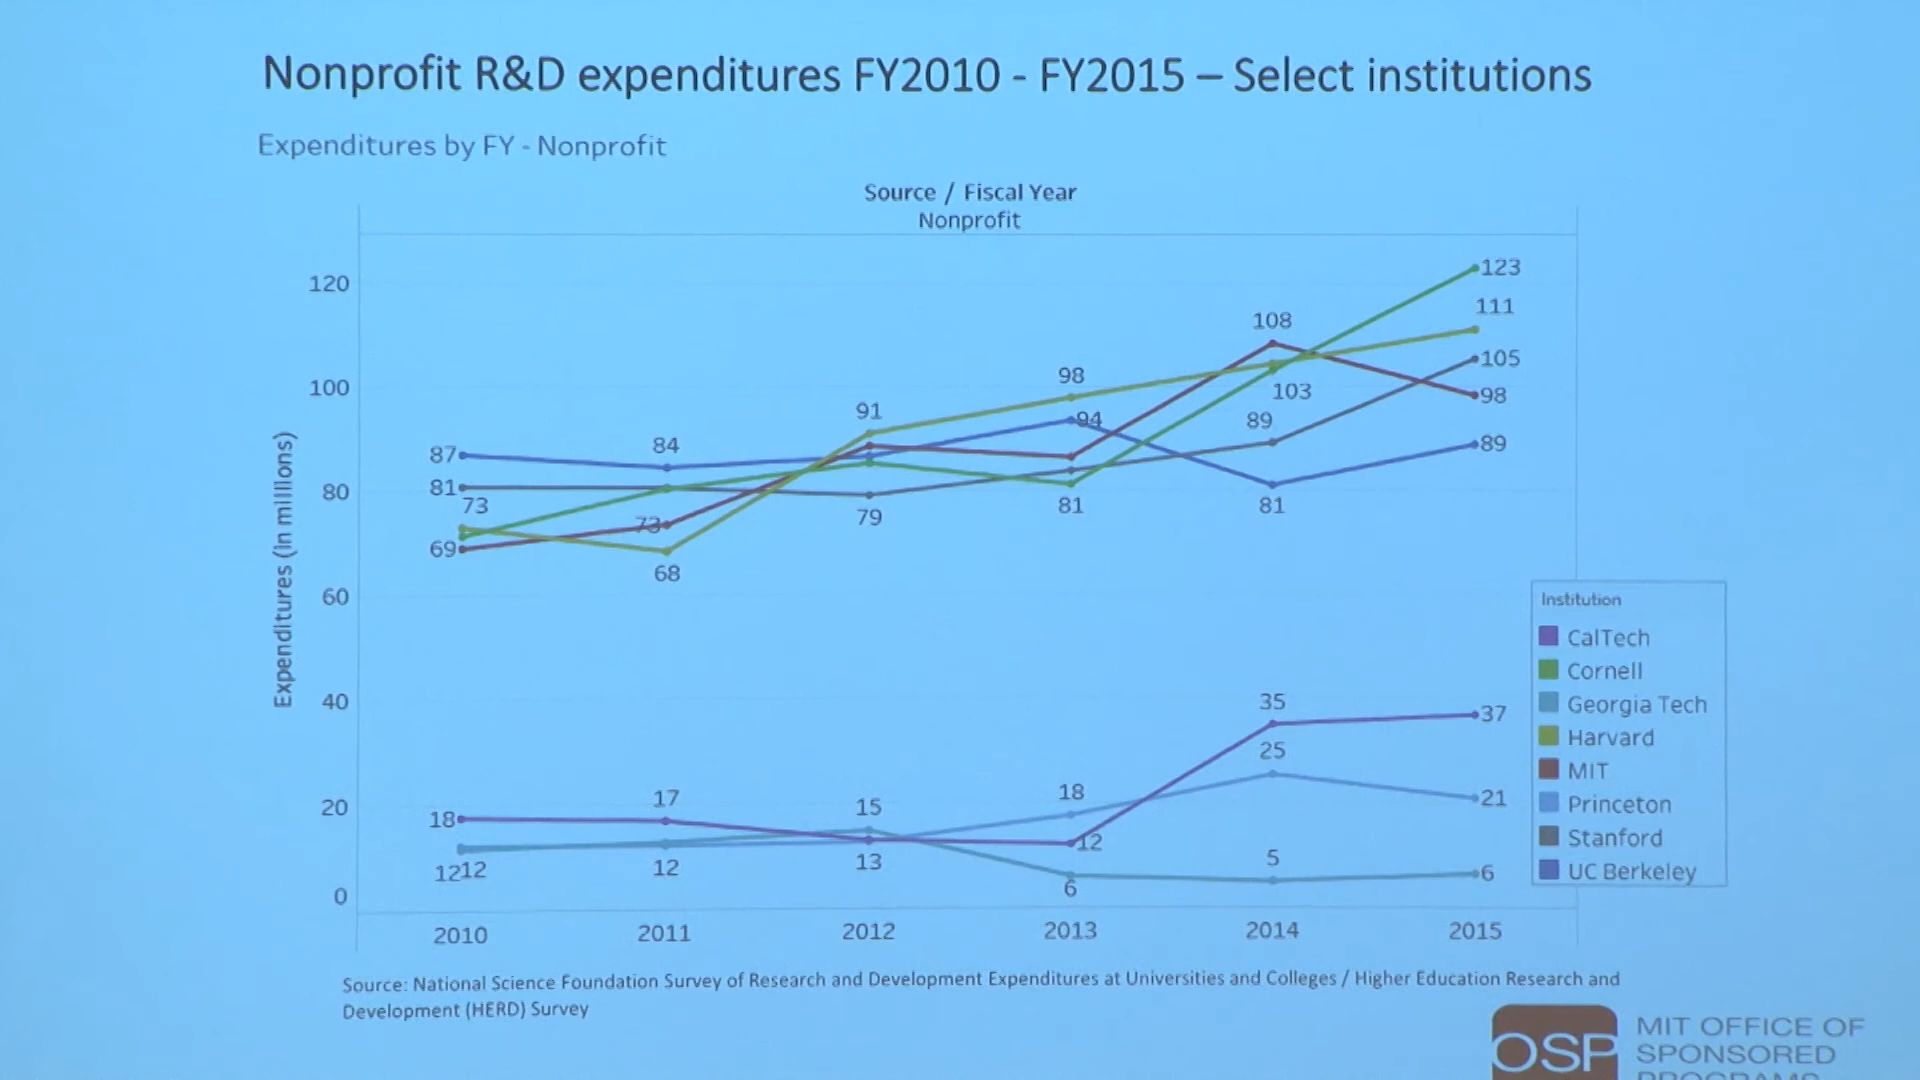 Nonprofit R&D expenditures FY2010 - FY2015 – Select institutions
Expenditures by FY - Nonprofit
Source / Fiscal Year
Nonprofit
Expenditures (In millions)
120
100
80
60
40
20
0
87
81
73
69
84
73
68
91
79
98
94
81
108
103
89
81
123
111
105
98
89
18
1212
17
12
15
13
18
12
6
35
25
5
37
21
6
2010
2011
2012
2013
2014
2015
Institution
CalTech
Cornell
Georgia Tech
Harvard
MIT
Princeton
Stanford
UC Berkeley
Source: National Science Foundation Survey of Research and Development Expenditures at Universities and Colleges / Higher Education Research and
Development (HERD) Survey
OSP
MIT OFFICE OF
SPONSORED
PROGRAMS